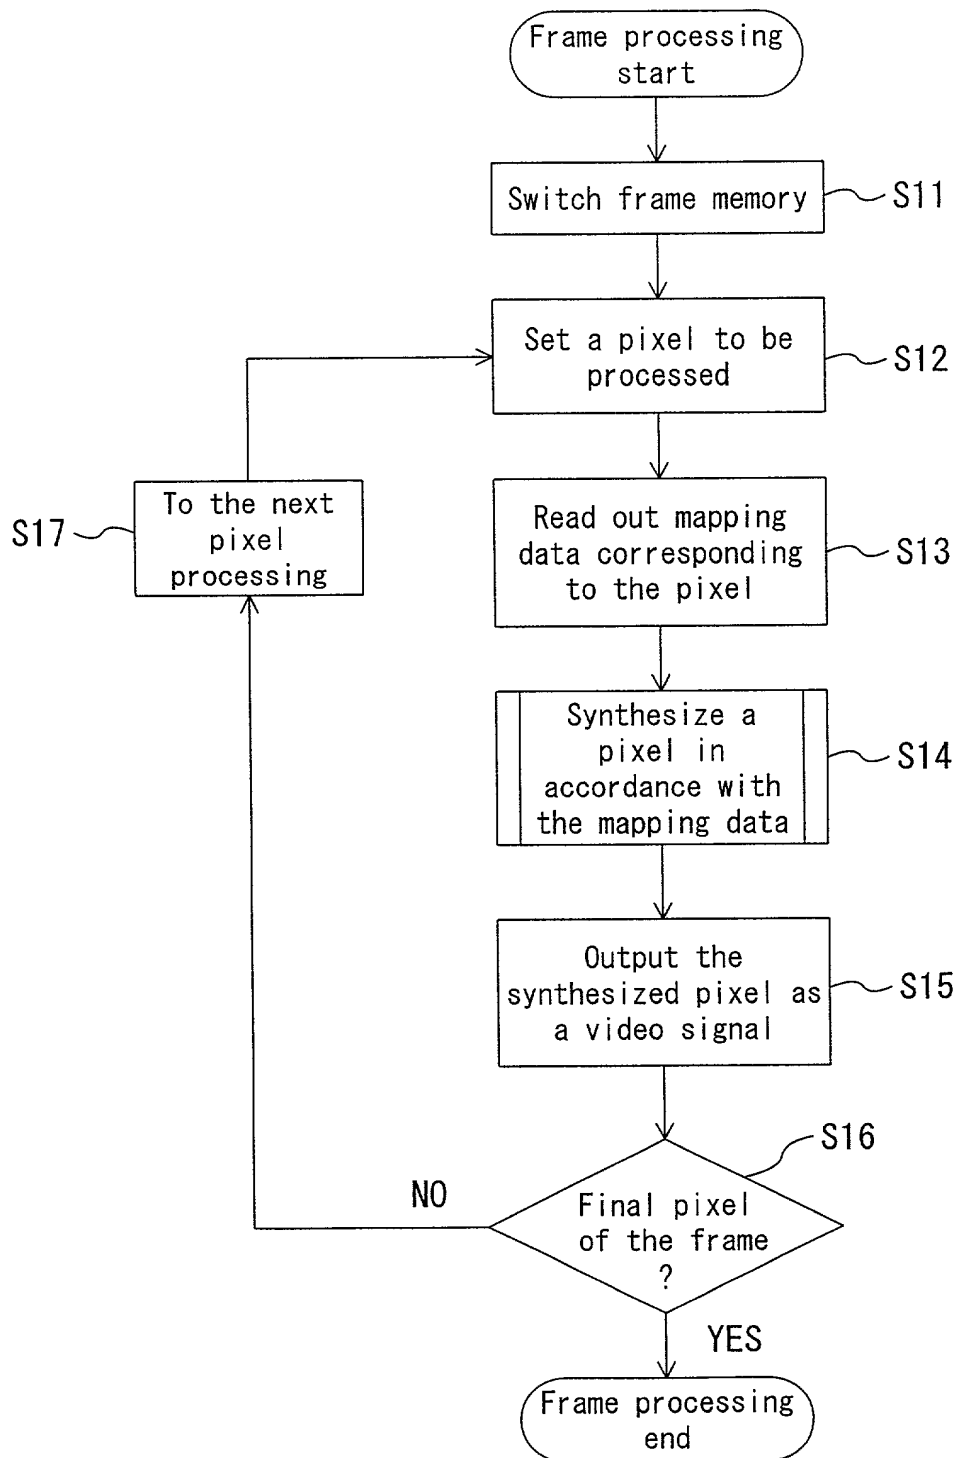 Frame processing
start
Switch frame memory
S11
Set a pixel to be
processed
S12
To the next
pixel
processing
S17
Read out mapping
data corresponding
to the pixel
S13
Synthesize a
pixel in
accordance with
the mapping data
S14
Output the
synthesized pixel as
a video signal
S15
S16
NO
Final pixel
of the frame
?
YES
Frame processing
end